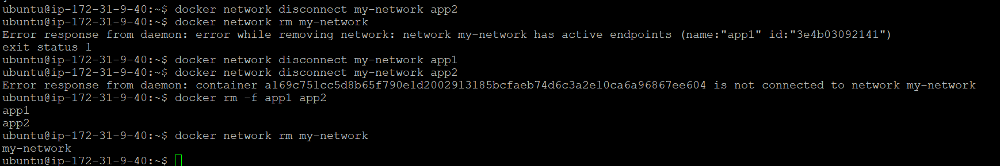 ubuntu@ip-172-31-9-40:~$ docker network disconnect my-network app2
ubuntu@ip-172-31-9-40:~$ docker network rm my-network
Error response from daemon: error while removing network: network my-network has active endpoints (name:"app1" id:"3e4b03092141")
exit status 1
ubuntu@ip-172-31-9-40:~$ docker network disconnect my-network app1
ubuntu@ip-172-31-9-40:~$ docker network disconnect my-network app2
Error response from daemon: container a169c751cc5d8b65f790e1d2002913185bcfaeb74d6c3a2e10ca6a96867ee604 is not connected to network my-network
ubuntu@ip-172-31-9-40:~$ docker rm -f app1 app2
app1
app2
ubuntu@ip-172-31-9-40:~$ docker network rm my-network
my-network
ubuntu@ip-172-31-9-40:~$